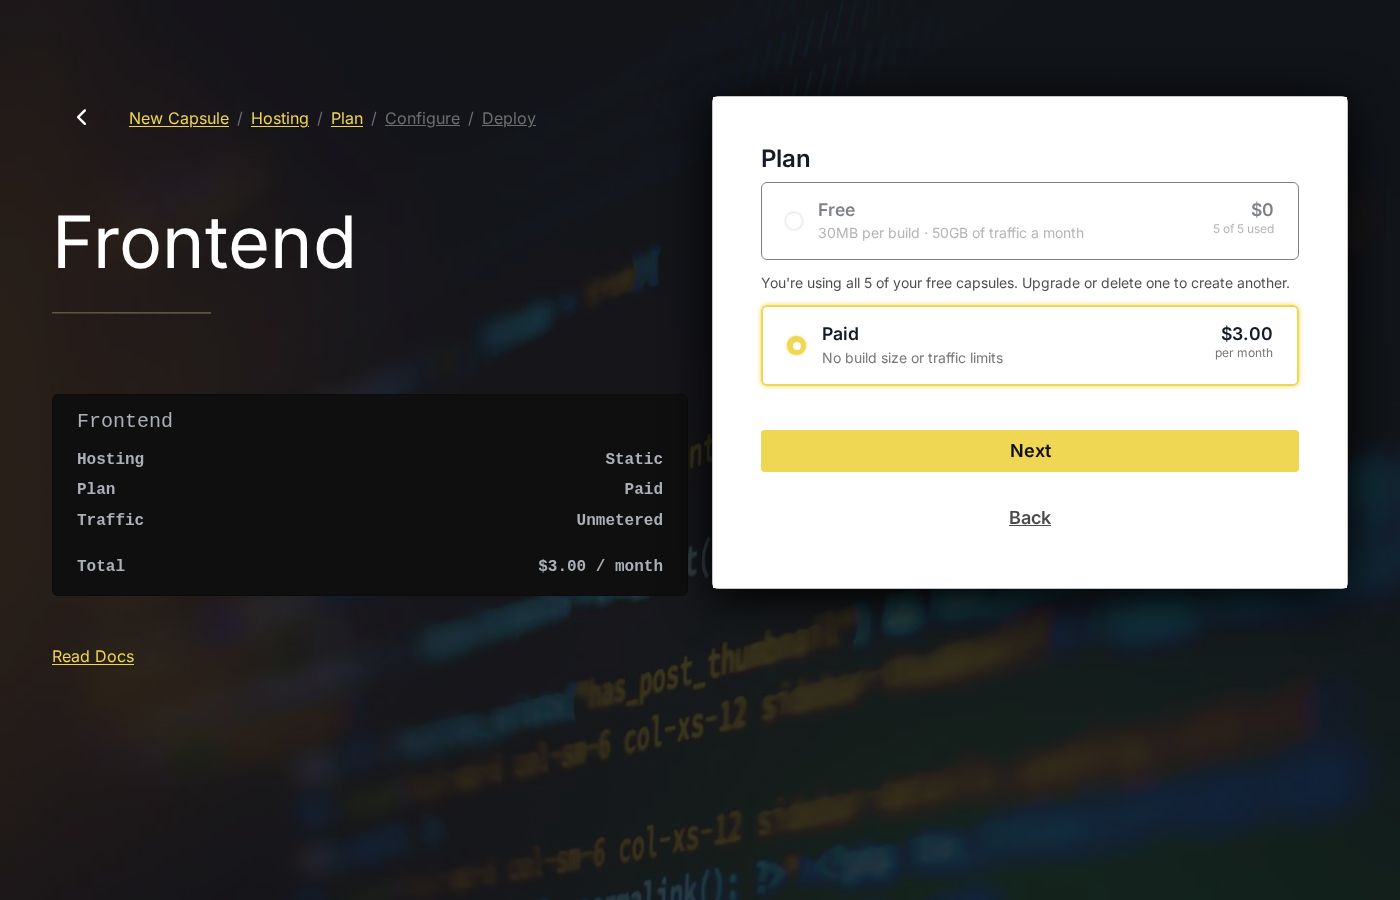 New Capsule / Hosting / Plan / Configure / Deploy
Frontend
Frontend
Hosting Static
Plan Paid
Traffic Unmetered
Total $3.00 / month
Read Docs
Plan
Free $0
30MB per build · 50GB of traffic a month 5 of 5 used
You're using all 5 of your free capsules. Upgrade or delete one to create another.
Paid $3.00
No build size or traffic limits per month
Next
Back
has_post_thumbnail
col-sm-6 col-xs-12
col-sm-6 col-xs-12